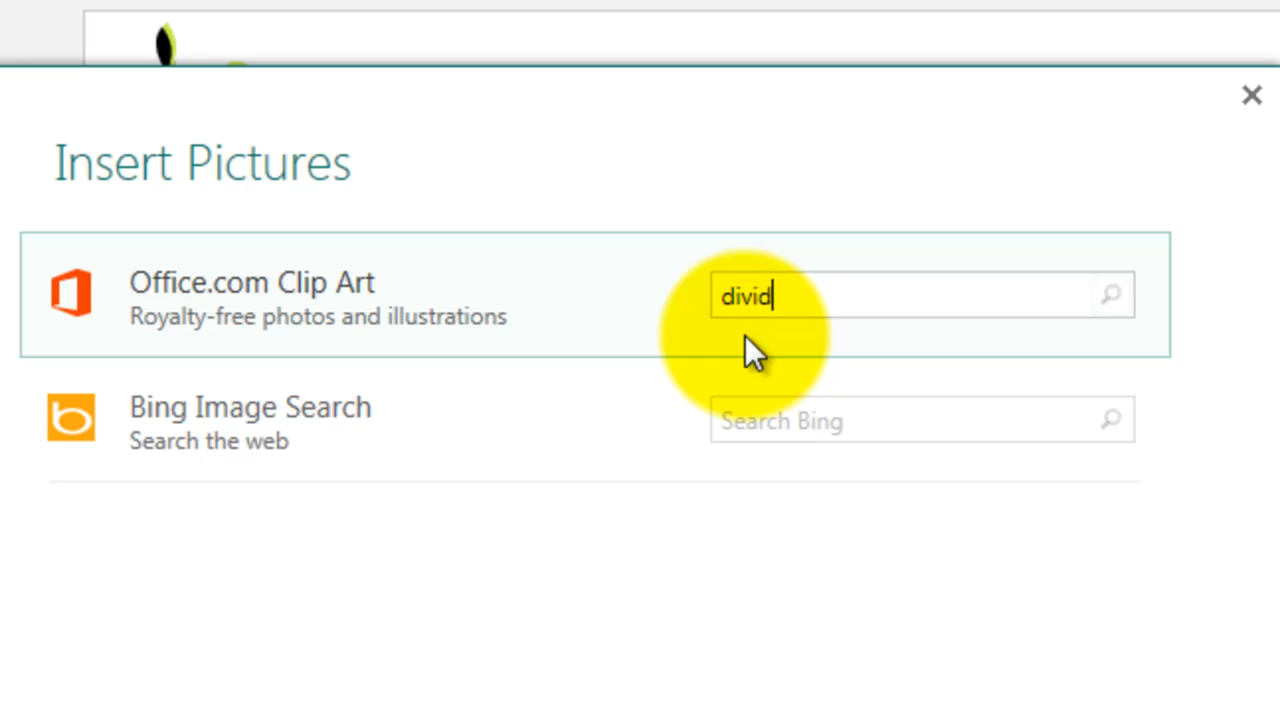 Insert Pictures
Office.com Clip Art
Royalty-free photos and illustrations
divid
Bing Image Search
Search the web
Search Bing